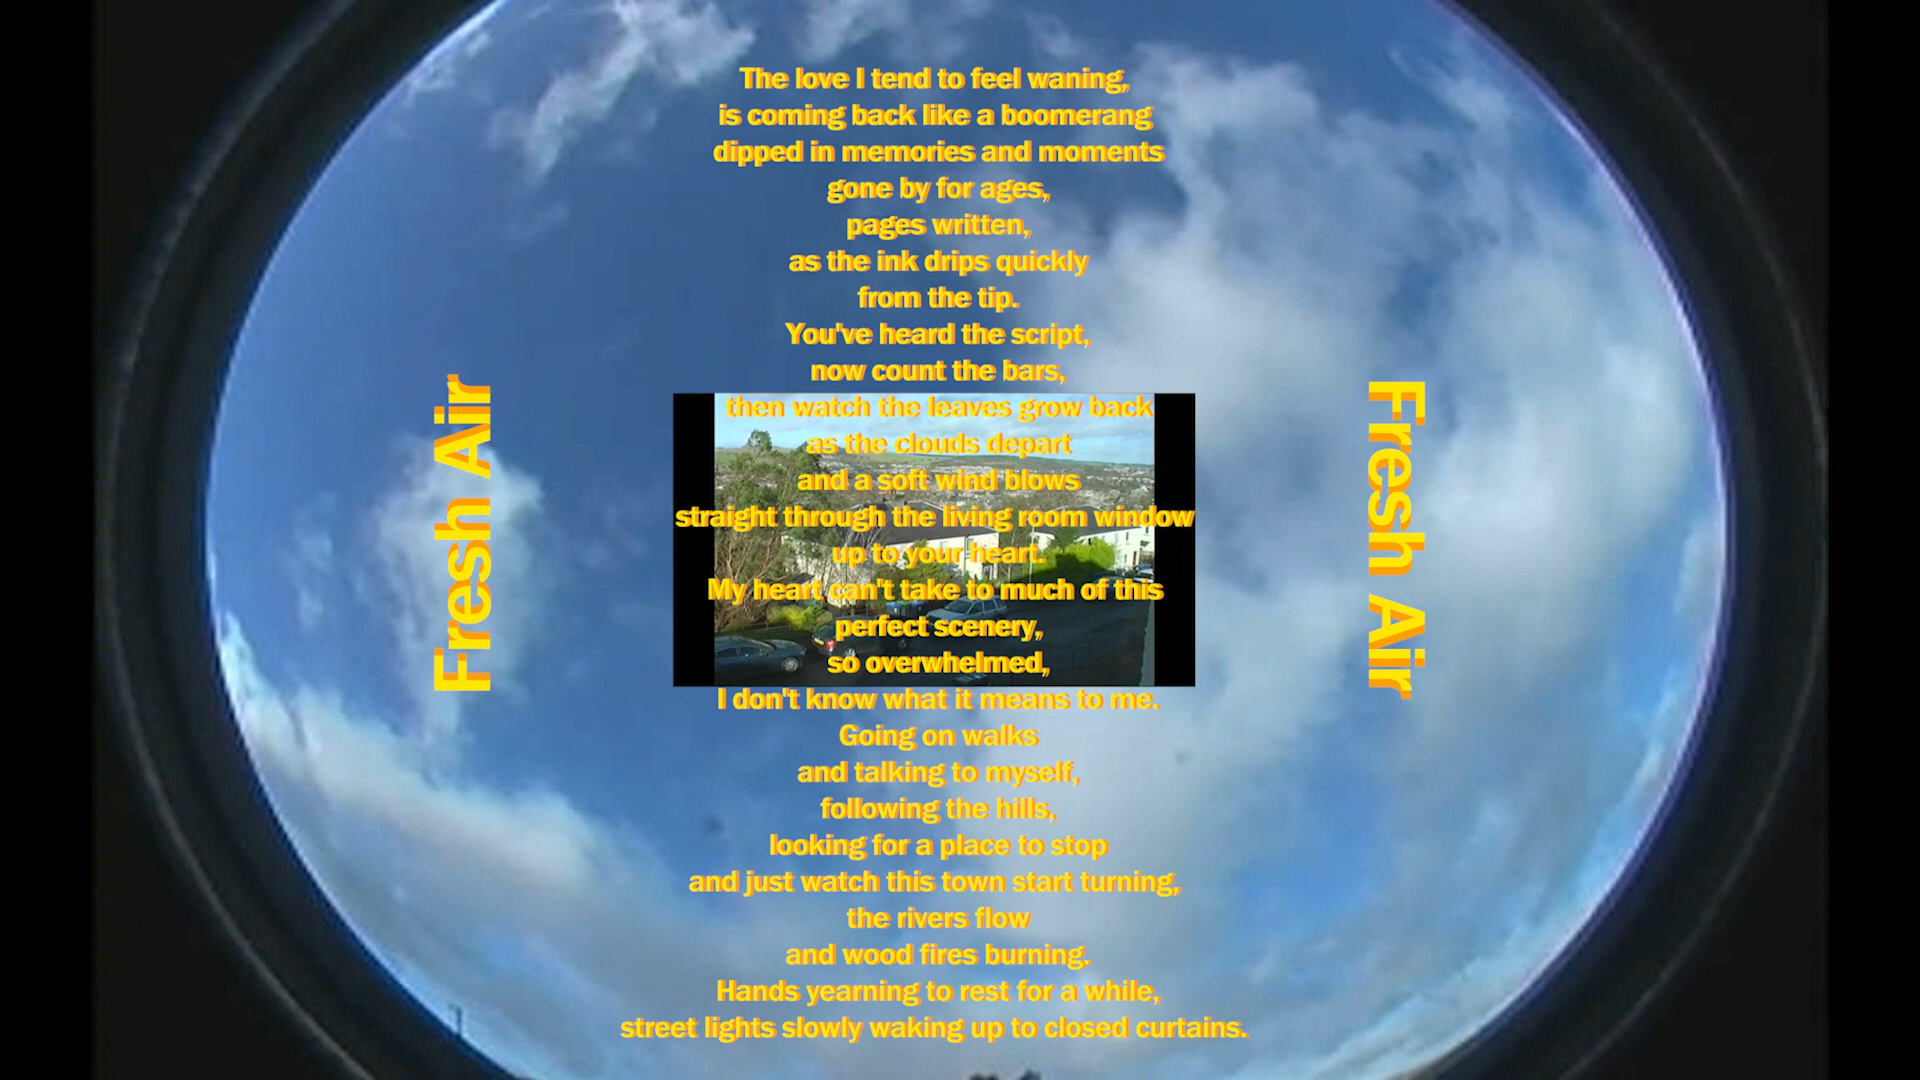 The love I tend to feel waning,
is coming back like a boomerang
dipped in memories and moments
gone by for ages,
pages written,
as the ink drips quickly
from the tip.
You've heard the script,
now count the bars,
then watch the leaves grow back
as the clouds depart
and a soft wind blows
straight through the living room window
up to your heart.
My heart can't take to much of this
perfect scenery,
so overwhelmed,
I don't know what it means to me.
Going on walks
and talking to myself,
following the hills,
looking for a place to stop
and just watch this town start turning,
the rivers flow
and wood fires burning.
Hands yearning to rest for a while,
street lights slowly waking up to closed curtains.
Fresh Air
Fresh Air